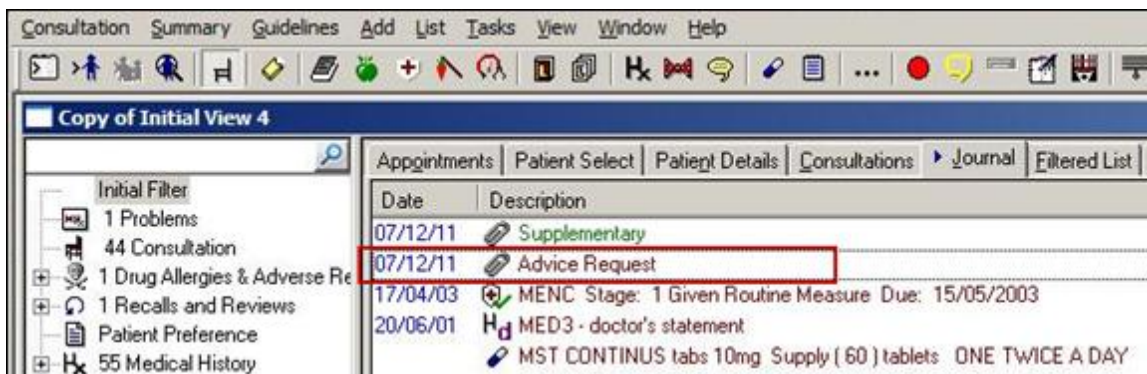 Consultation Summary Guidelines Add List Tasks View Window Help
Copy of Initial View 4
Appointments Patient Select Patient Details Consultations Journal Filtered List
Initial Filter
1 Problems
44 Consultation
1 Drug Allergies & Adverse Re
1 Recalls and Reviews
Patient Preference
55 Medical History
Date Description
07/12/11 Supplementary
07/12/11 Advice Request
17/04/03 MENC Stage: 1 Given Routine Measure Due: 15/05/2003
20/06/01 Hd MED3 - doctor's statement
MST CONTINUS tabs 10mg Supply ( 60 ) tablets ONE TWICE A DAY